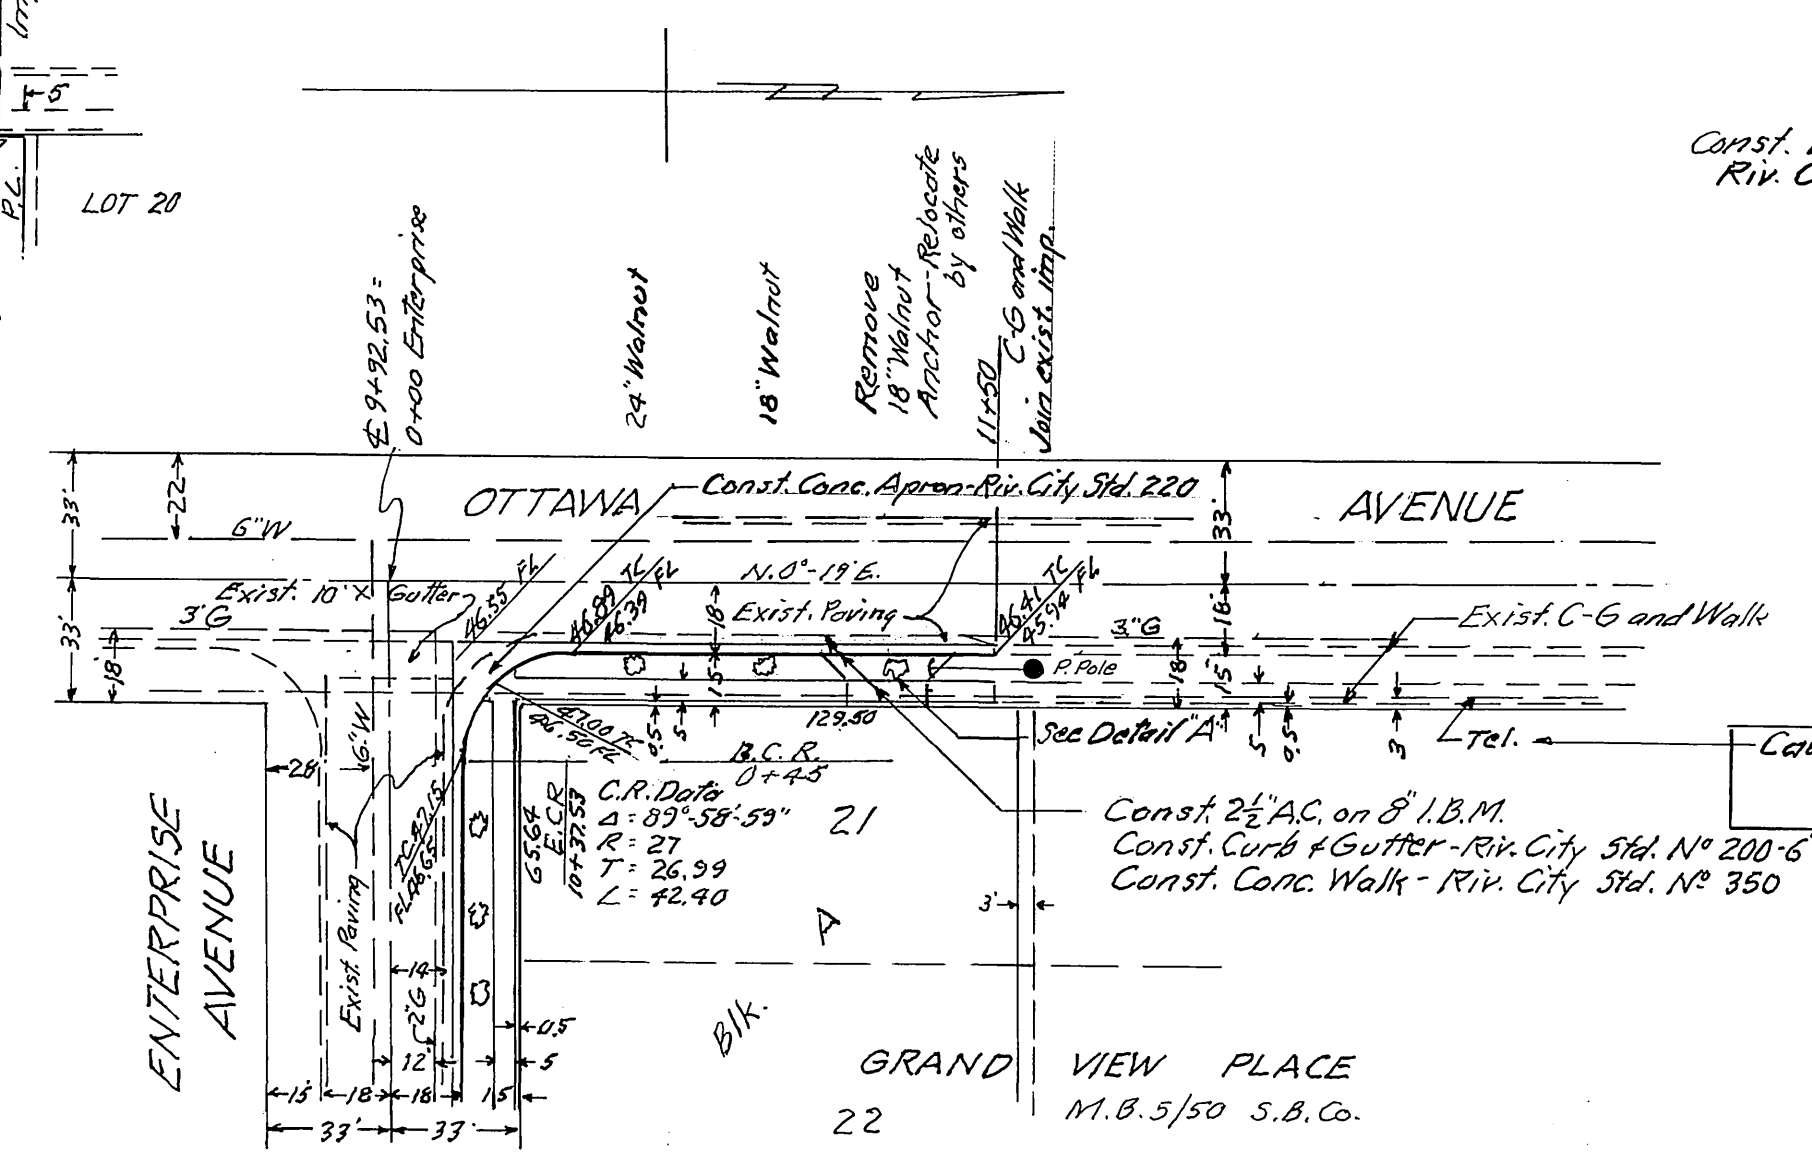 5
P.L.
LOT 20
Const.
Riv. C
℄ 9+92.53=
0+00 Enterprise
24" Walnut
18" Walnut
Remove
18" Walnut
Anchor-Relocate
by others
11+50
C-G and Walk
Join exist. imp.
33'
22
33'
18'
OTTAWA
AVENUE
Const. Conc. Apron-Riv. City Std. 220
6"W
N.0°-19'E.
Exist. 10' X Gutter
3"G
46.55 FL
46.89 TC
46.39 FL
18
Exist. Paving
46.41 TC
45.94 FL
3"G
33'
18'
Exist. C-G and Walk
P. Pole
15
18
15'
47.00 TC
46.50 FL
0.5
5
129.50
See Detail "A"
5
0.5
3
Tel.
28
6"W
B.C.R.
0+45
C.R. Data
Δ = 89°-58'-59"
R = 27
T = 26.99
L = 42.40
65.64
E.C.R
10+37.53
21
TC 47.15
FL 46.65
Const. 2½" A.C. on 8" I.B.M.
Const. Curb & Gutter-Riv. City Std. Nº 200-6"
Const. Conc. Walk - Riv. City Std. Nº 350
ENTERPRISE
AVENUE
Exist. Paving
14
2"G
3'
A
Blk.
0.5
12
5
15
18
18
15
33'
33
GRAND VIEW PLACE
M.B. 5/50 S.B. Co.
22